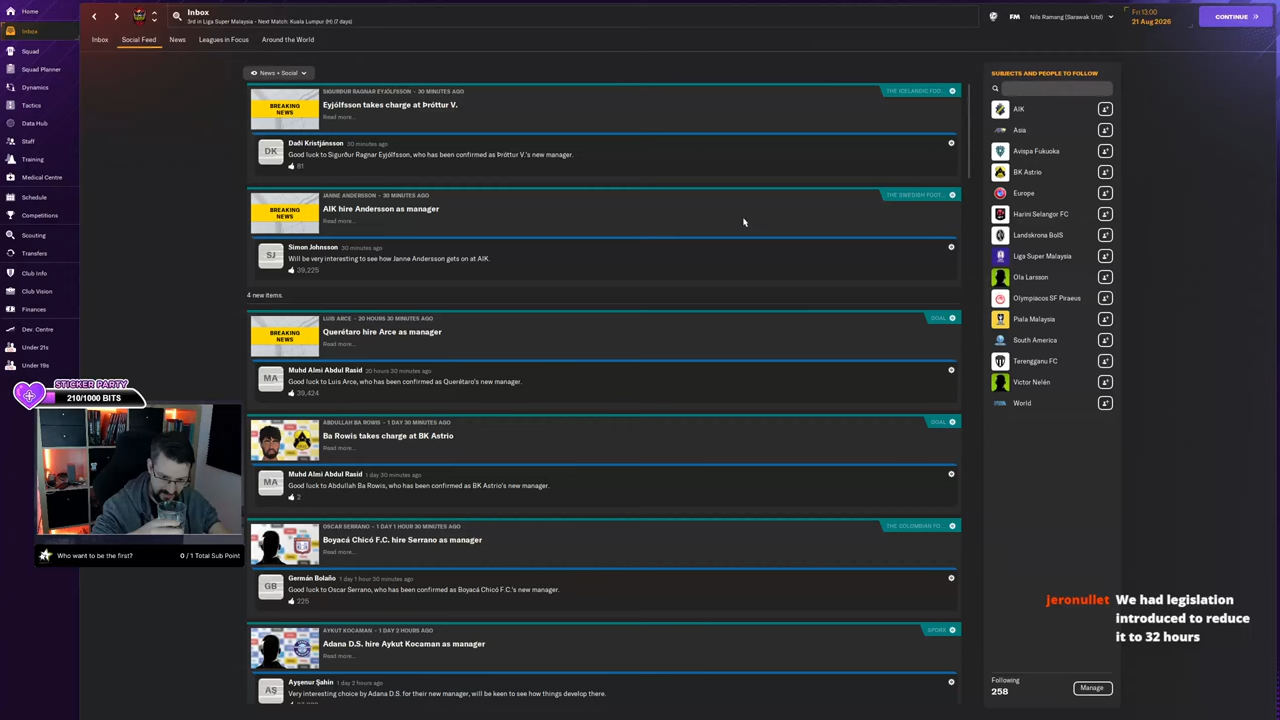 Home
Inbox
Squad
Squad Planner
Dynamics
Tactics
Data Hub
Staff
Training
Medical Centre
Schedule
Competitions
Scouting
Transfers
Club Info
Club Vision
Finances
Dev. Centre
Under 21s
Under 19s
Inbox
3rd in Liga Super Malaysia - Next Match: Kuala Lumpur (H) (7 days)
FM
Nils Ramang (Sarawak Utd)
Fri 13:00
21 Aug 2026
CONTINUE
Inbox
Social Feed
News
Leagues in Focus
Around the World
News + Social
BREAKING NEWS
SIGURDUR RAGNAR EYJÓLFSSON - 30 MINUTES AGO
THE ICELANDIC FOO...
Eyjólfsson takes charge at Þróttur V.
Read more...
DK
Daði Kristjánsson 30 minutes ago
Good luck to Sigurður Ragnar Eyjólfsson, who has been confirmed as Þróttur V.'s new manager.
81
BREAKING NEWS
JANNE ANDERSSON - 30 MINUTES AGO
THE SWEDISH FOOT...
AIK hire Andersson as manager
Read more...
SJ
Simon Johnsson 30 minutes ago
Will be very interesting to see how Janne Andersson gets on at AIK.
39,225
4 new items.
BREAKING NEWS
LUIS ARCE - 20 HOURS 30 MINUTES AGO
GOAL
Querétaro hire Arce as manager
Read more...
MA
Muhd Almi Abdul Rasid 20 hours 30 minutes ago
Good luck to Luis Arce, who has been confirmed as Querétaro's new manager.
39,424
ABDULLAH BA ROWIS - 1 DAY 30 MINUTES AGO
GOAL
Ba Rowis takes charge at BK Astrio
Read more...
MA
Muhd Almi Abdul Rasid 1 day 30 minutes ago
Good luck to Abdullah Ba Rowis, who has been confirmed as BK Astrio's new manager.
2
OSCAR SERRANO - 1 DAY 1 HOUR 30 MINUTES AGO
THE COLOMBIAN FO...
Boyacá Chicó F.C. hire Serrano as manager
Read more...
GB
Germán Bolaño 1 day 1 hour 30 minutes ago
Good luck to Oscar Serrano, who has been confirmed as Boyacá Chicó F.C.'s new manager.
225
AYKUT KOCAMAN - 1 DAY 2 HOURS AGO
SPORX
Adana D.S. hire Aykut Kocaman as manager
Read more...
AŞ
Ayşenur Şahin 1 day 2 hours ago
Very interesting choice by Adana D.S. for their new manager, will be keen to see how things develop there.
SUBJECTS AND PEOPLE TO FOLLOW
AIK
Asia
Avispa Fukuoka
BK Astrio
Europe
Harini Selangor FC
Landskrona BoIS
Liga Super Malaysia
Ola Larsson
Olympiacos SF Piraeus
Piala Malaysia
South America
Terengganu FC
Victor Nelén
World
Following
258
Manage
STICKER PARTY
210/1000 BITS
Who want to be the first?
0 / 1 Total Sub Point
jeronullet We had legislation
introduced to reduce
it to 32 hours